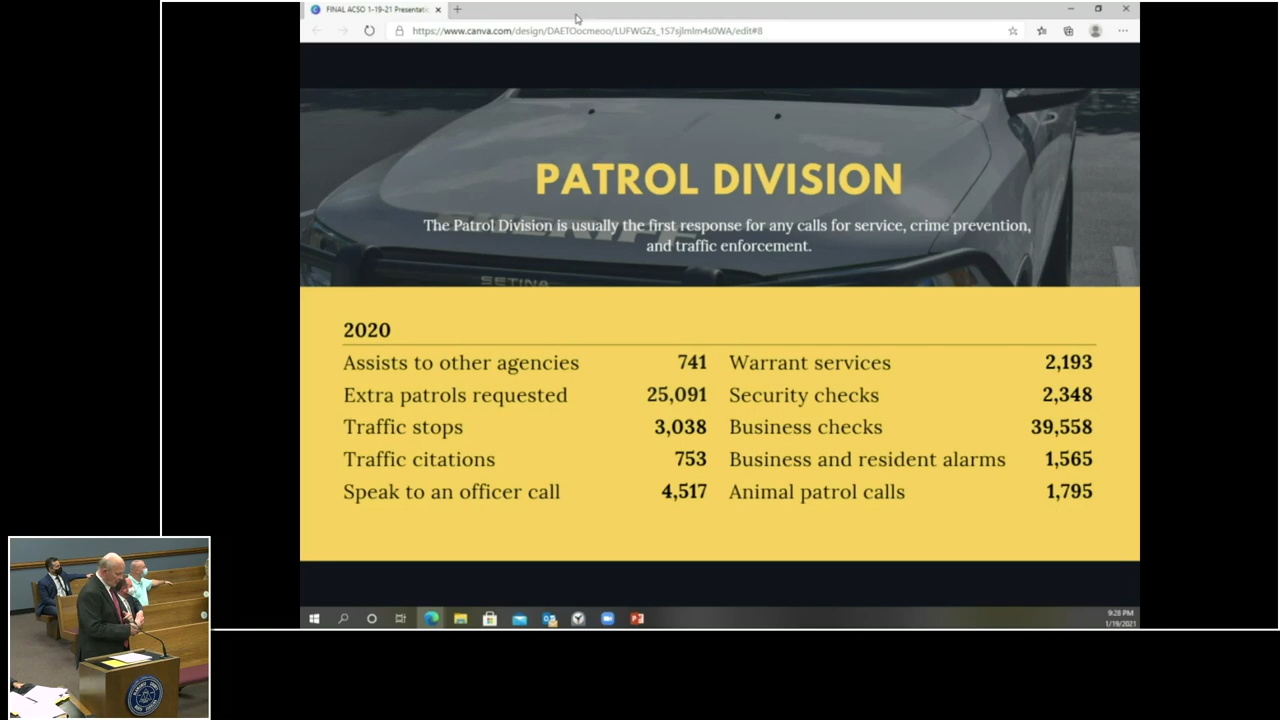 FINAL ACSO 1-19-21 Presentati
https://www.canva.com/design/DAETOocmeoo/LUFWGZs_1S7sjlmlm4s0WA/edit#8
PATROL DIVISION
The Patrol Division is usually the first response for any calls for service, crime prevention,
and traffic enforcement.
SHERIFF
SETINA
2020
Assists to other agencies 741 Warrant services 2,193
Extra patrols requested 25,091 Security checks 2,348
Traffic stops 3,038 Business checks 39,558
Traffic citations 753 Business and resident alarms 1,565
Speak to an officer call 4,517 Animal patrol calls 1,795
9:28 PM
1/19/2021